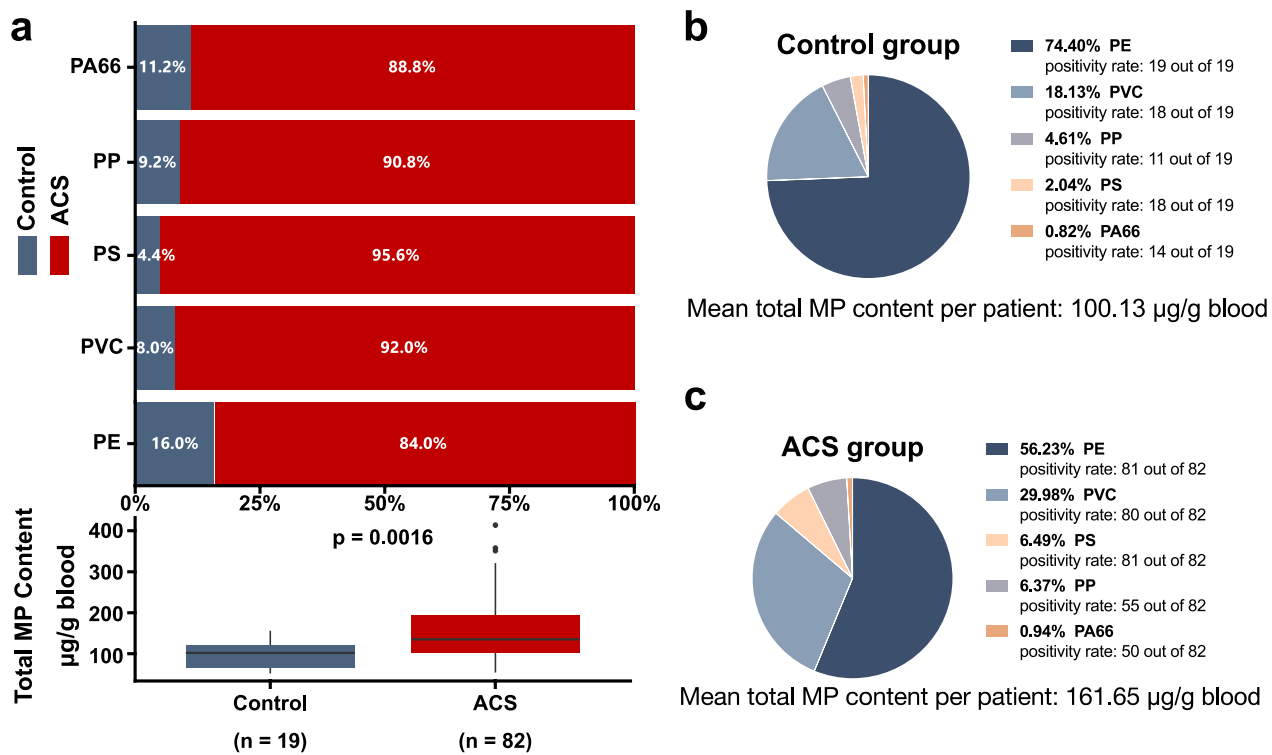 a
Control
ACS
PA66
11.2%
88.8%
PP
9.2%
90.8%
PS
4.4%
95.6%
PVC
8.0%
92.0%
PE
16.0%
84.0%
0%
25%
50%
75%
100%
Total MP Content
µg/g blood
400
300
200
100
p = 0.0016
Control
ACS
(n = 19)
(n = 82)
b
Control group
74.40% PE
positivity rate: 19 out of 19
18.13% PVC
positivity rate: 18 out of 19
4.61% PP
positivity rate: 11 out of 19
2.04% PS
positivity rate: 18 out of 19
0.82% PA66
positivity rate: 14 out of 19
Mean total MP content per patient: 100.13 µg/g blood
c
ACS group
56.23% PE
positivity rate: 81 out of 82
29.98% PVC
positivity rate: 80 out of 82
6.49% PS
positivity rate: 81 out of 82
6.37% PP
positivity rate: 55 out of 82
0.94% PA66
positivity rate: 50 out of 82
Mean total MP content per patient: 161.65 µg/g blood